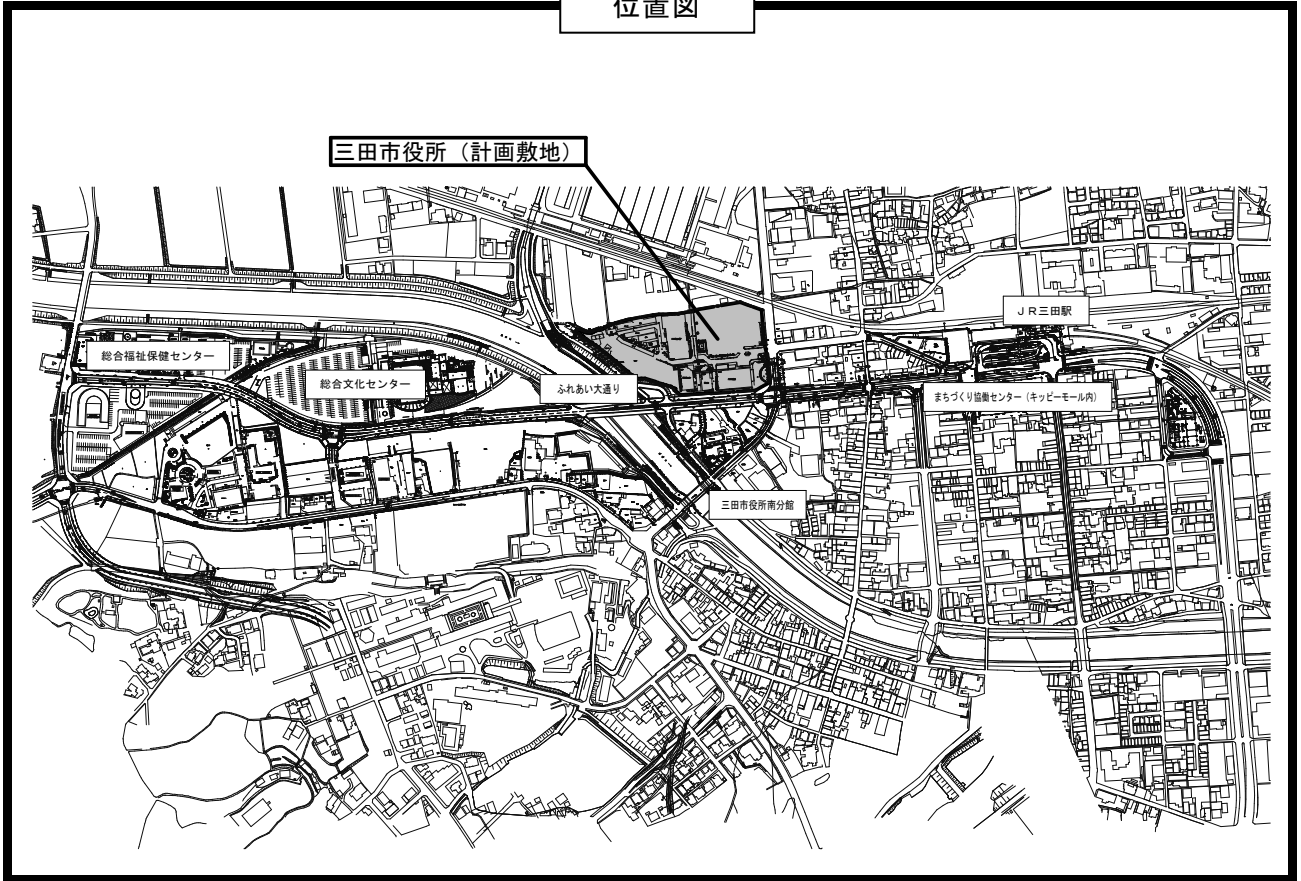 位置図
三田市役所（計画敷地）
ＪＲ三田駅
総合福祉保健センター
総合文化センター
ふれあい大通り
まちづくり協働センター（キッピーモール内）
三田市役所南分館